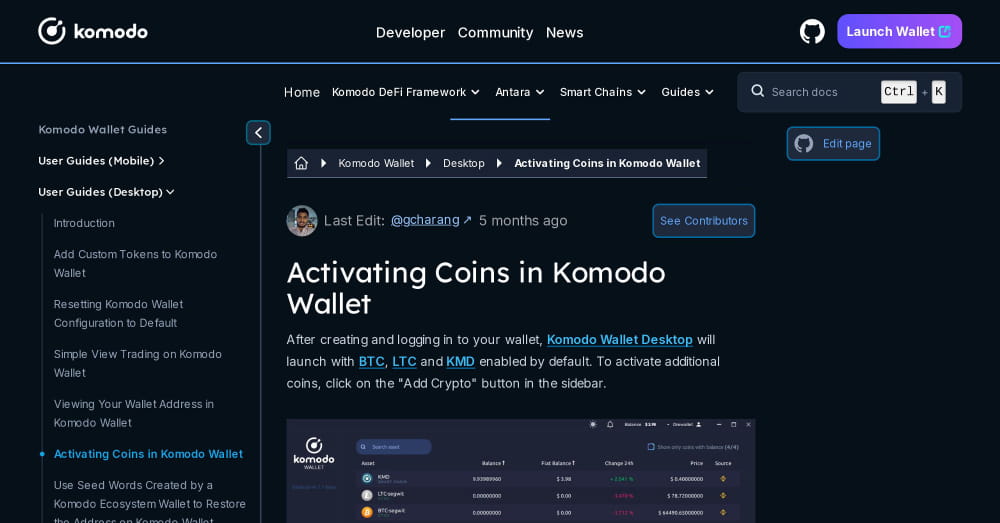 komodo
Developer Community News
Launch Wallet
Home Komodo DeFi Framework Antara Smart Chains Guides
Search docs Ctrl + K
Komodo Wallet Guides
User Guides (Mobile)
User Guides (Desktop)
Introduction
Add Custom Tokens to Komodo
Wallet
Resetting Komodo Wallet
Configuration to Default
Simple View Trading on Komodo
Wallet
Viewing Your Wallet Address in
Komodo Wallet
Activating Coins in Komodo Wallet
Use Seed Words Created by a
Komodo Ecosystem Wallet to Restore
the Address on Komodo Wallet
Edit page
Komodo Wallet Desktop Activating Coins in Komodo Wallet
Last Edit: @gcharang ↗ 5 months ago
See Contributors
Activating Coins in Komodo
Wallet
After creating and logging in to your wallet, Komodo Wallet Desktop will
launch with BTC, LTC and KMD enabled by default. To activate additional
coins, click on the "Add Crypto" button in the sidebar.
komodo
WALLET
Balance $3.98
Search asset
Show only coins with balance (4/4)
Asset Balance Fiat Balance Change 24h Price Source
KMD 9.93989960 $ 3.98 $ 0.40000000
LTC-segwit 0.00000000 $ 0.00 $ 78.72000000
BTC-segwit 0.00000000 $ 0.00 $ 64490.65000000